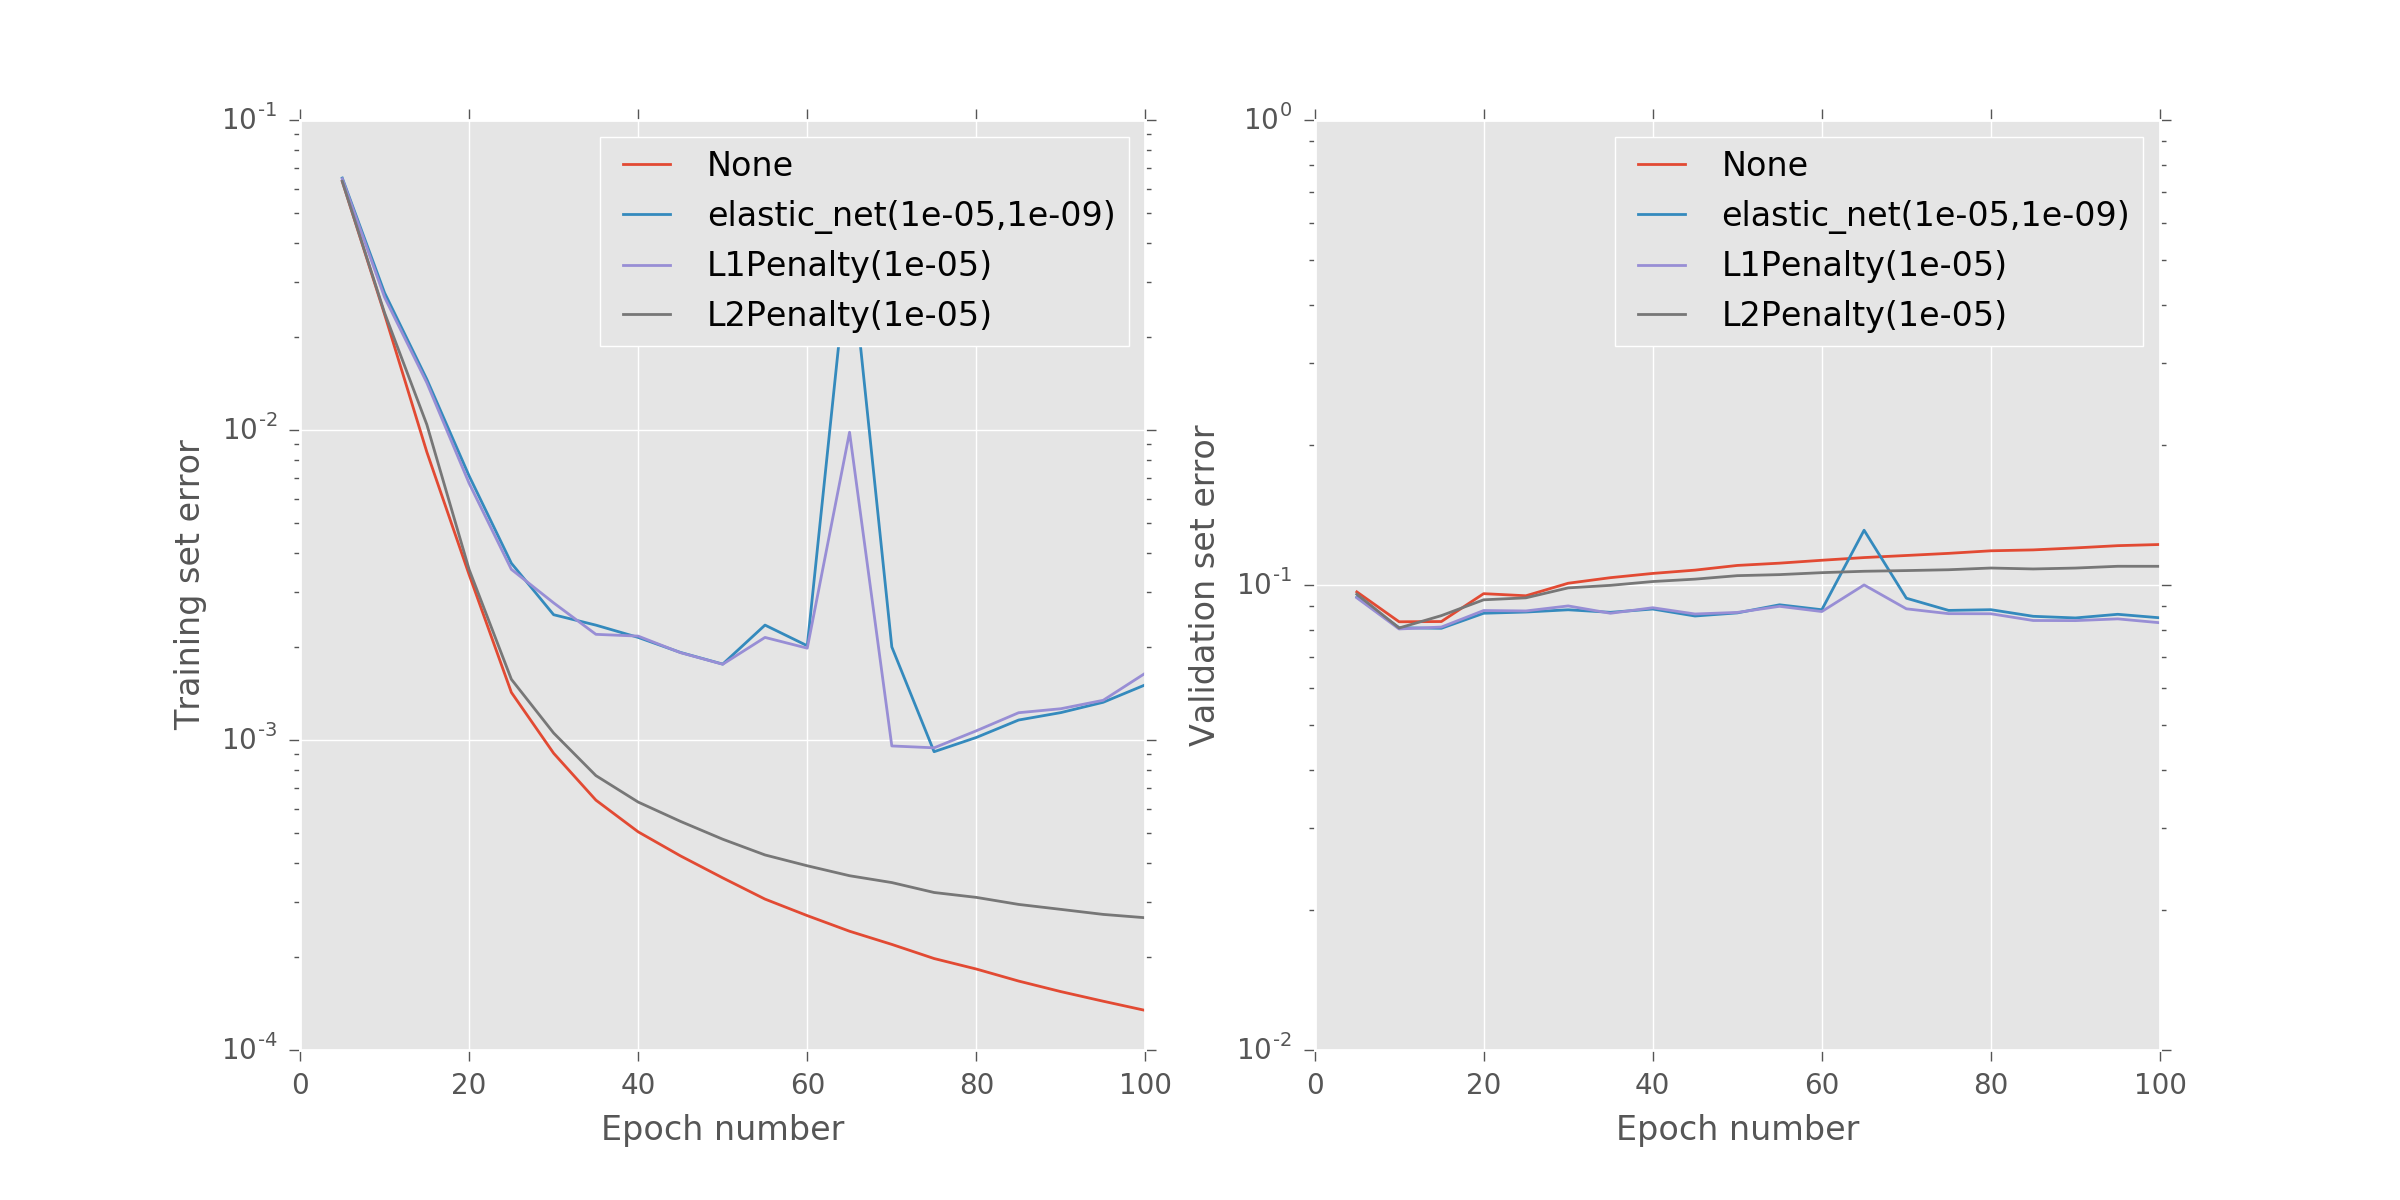 10^-1
10^-2
10^-3
10^-4
Training set error
None
elastic_net(1e-05,1e-09)
L1Penalty(1e-05)
L2Penalty(1e-05)
0 20 40 60 80 100
Epoch number
10^0
10^-1
10^-2
Validation set error
None
elastic_net(1e-05,1e-09)
L1Penalty(1e-05)
L2Penalty(1e-05)
0 20 40 60 80 100
Epoch number